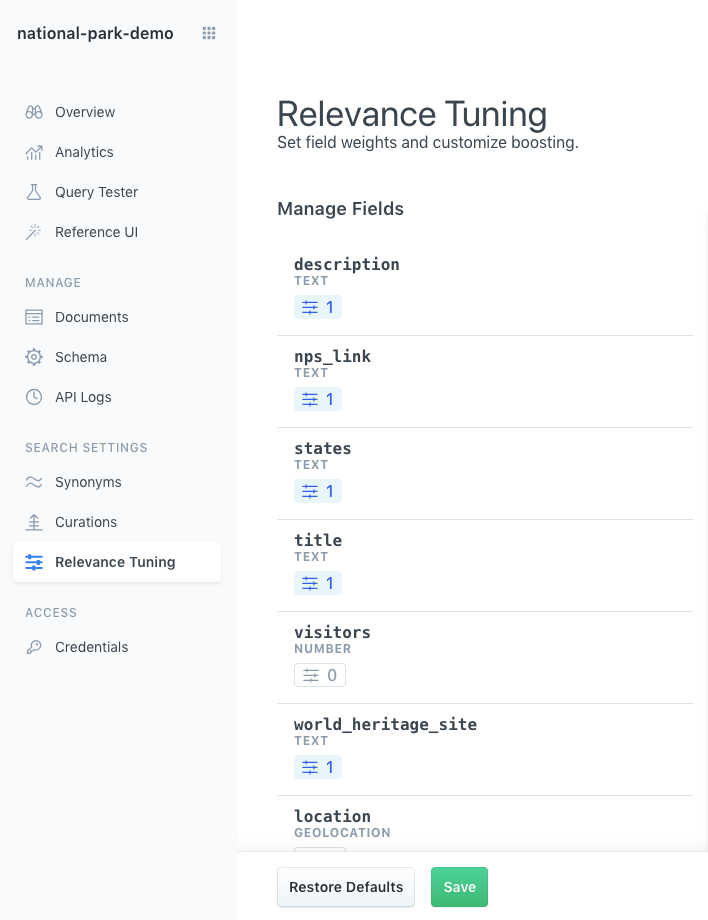 national-park-demo
Overview
Analytics
Query Tester
Reference UI
MANAGE
Documents
Schema
API Logs
SEARCH SETTINGS
Synonyms
Curations
Relevance Tuning
ACCESS
Credentials
Relevance Tuning
Set field weights and customize boosting.
Manage Fields
description
TEXT
1
nps_link
TEXT
1
states
TEXT
1
title
TEXT
1
visitors
NUMBER
0
world_heritage_site
TEXT
1
location
GEOLOCATION
Restore Defaults
Save